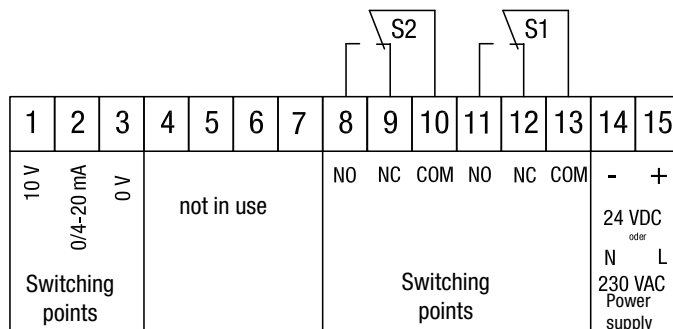 S2 S1
1 2 3 4 5 6 7 8 9 10 11 12 13 14 15
10 V
0/4-20 mA
0 V
not in use
NO NC COM NO NC COM
- +
24 VDC
oder
N L
230 VAC
Power
supply
Switching
points
Switching
points